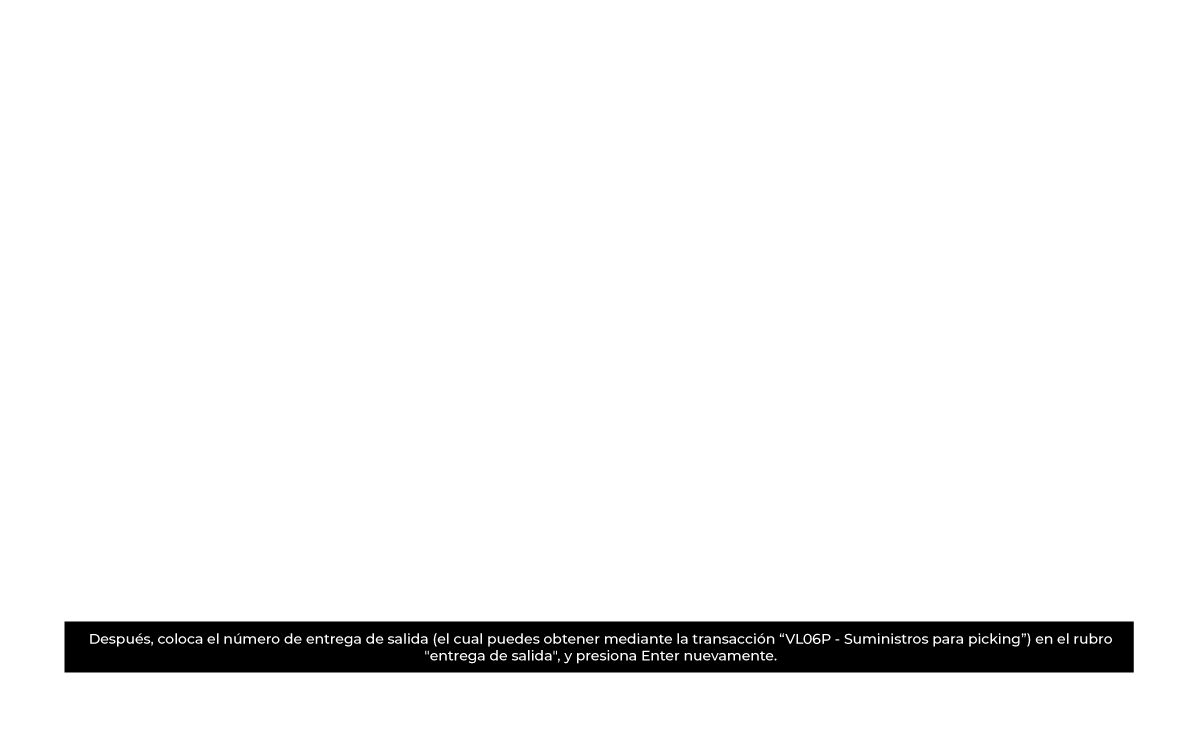 Después, coloca el número de entrega de salida (el cual puedes obtener mediante la transacción “VL06P - Suministros para picking”) en el rubro
"entrega de salida", y presiona Enter nuevamente.